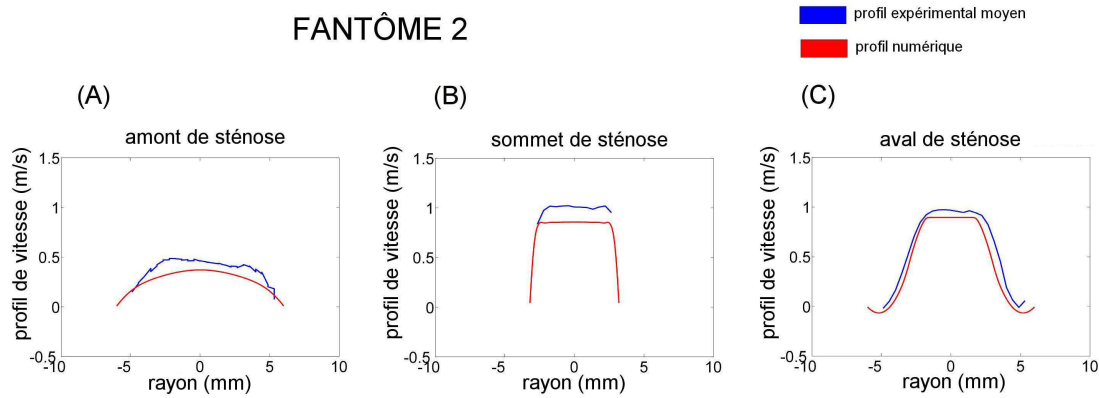 FANTÔME 2
profil expérimental moyen
profil numérique
(A)
amont de sténose
profil de vitesse (m/s)
1.5
1
0.5
0
-0.5
-10
-5
0
5
10
rayon (mm)
(B)
sommet de sténose
profil de vitesse (m/s)
1.5
1
0.5
0
-0.5
-10
-5
0
5
10
rayon (mm)
(C)
aval de sténose
profil de vitesse (m/s)
1.5
1
0.5
0
-0.5
-10
-5
0
5
10
rayon (mm)